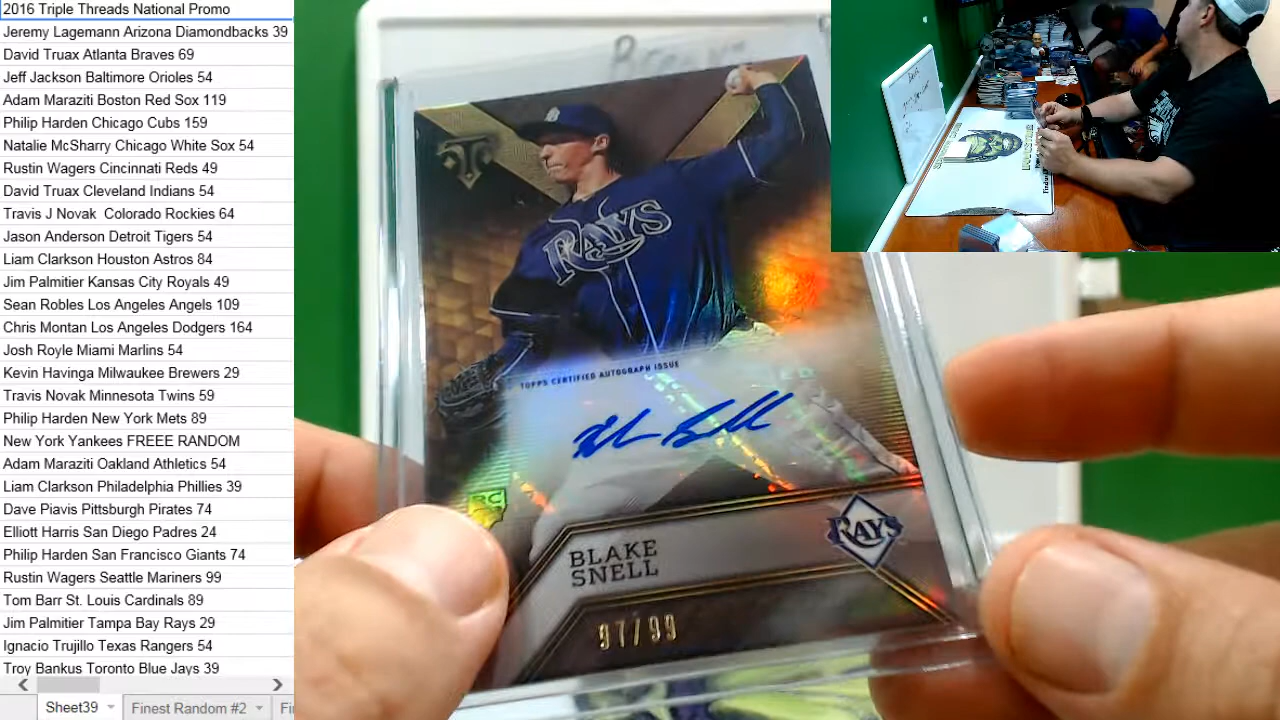 2016 Triple Threads National Promo
Jeremy Lagemann Arizona Diamondbacks 39
David Truax Atlanta Braves 69
Jeff Jackson Baltimore Orioles 54
Adam Maraziti Boston Red Sox 119
Philip Harden Chicago Cubs 159
Natalie McSharry Chicago White Sox 54
Rustin Wagers Cincinnati Reds 49
David Truax Cleveland Indians 54
Travis J Novak  Colorado Rockies 64
Jason Anderson Detroit Tigers 54
Liam Clarkson Houston Astros 84
Jim Palmitier Kansas City Royals 49
Sean Robles Los Angeles Angels 109
Chris Montan Los Angeles Dodgers 164
Josh Royle Miami Marlins 54
Kevin Havinga Milwaukee Brewers 29
Travis Novak Minnesota Twins 59
Philip Harden New York Mets 89
New York Yankees FREEE RANDOM
Adam Maraziti Oakland Athletics 54
Liam Clarkson Philadelphia Phillies 39
Dave Piavis Pittsburgh Pirates 74
Elliott Harris San Diego Padres 24
Philip Harden San Francisco Giants 74
Rustin Wagers Seattle Mariners 99
Tom Barr St. Louis Cardinals 89
Jim Palmitier Tampa Bay Rays 29
Ignacio Trujillo Texas Rangers 54
Troy Bankus Toronto Blue Jays 39
Sheet39
Finest Random #2
Fi
RAYS
TOPPS CERTIFIED AUTOGRAPH ISSUE
RC
RAYS
BLAKE
SNELL
97/99